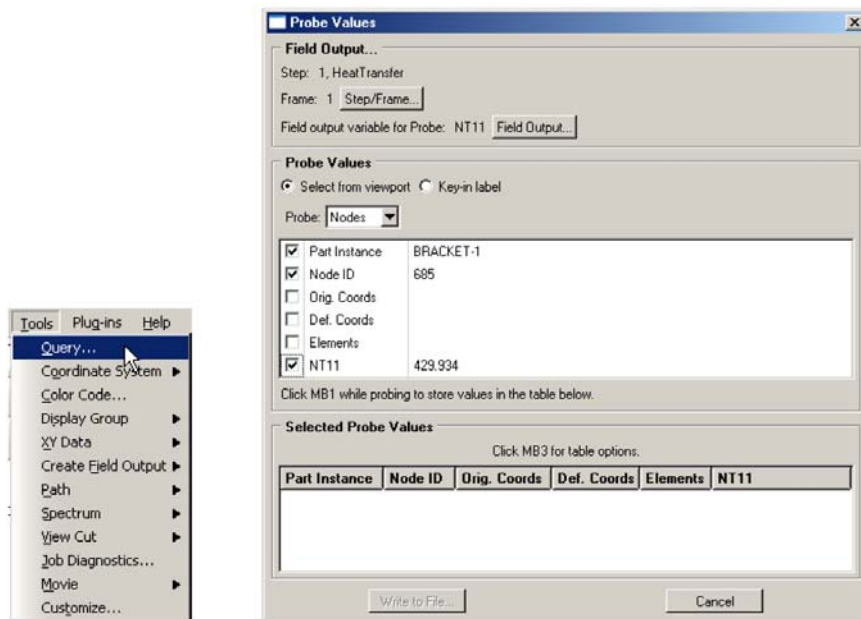 Probe Values
Field Output...
Step: 1, HeatTransfer
Frame: 1 Step/Frame...
Field output variable for Probe: NT11 Field Output...
Probe Values
Select from viewport Key-in label
Probe: Nodes
Part Instance BRACKET-1
Node ID 685
Orig. Coords
Def. Coords
Elements
NT11 429.934
Click MB1 while probing to store values in the table below.
Selected Probe Values
Click MB3 for table options.
Part Instance Node ID Orig. Coords Def. Coords Elements NT11
Write to File... Cancel
Tools Plug-ins Help
Query...
Coordinate System
Color Code...
Display Group
XY Data
Create Field Output
Path
Spectrum
View Cut
Job Diagnostics...
Movie
Customize...